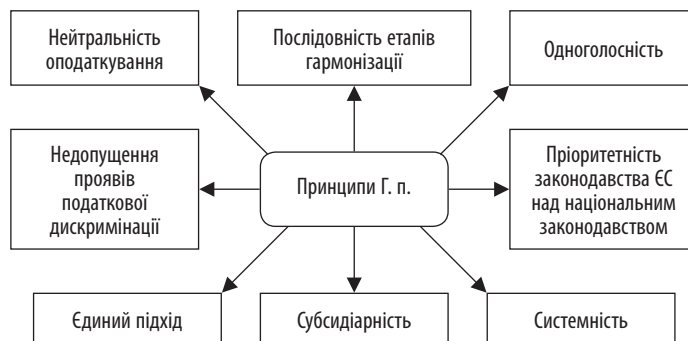 Нейтральність
оподаткування
Послідовність етапів
гармонізації
Одноголосність
Недопущення
проявів
податкової
дискримінації
Принципи Г. п.
Пріоритетність
законодавства ЄС
над національним
законодавством
Єдиний підхід
Субсидіарність
Системність